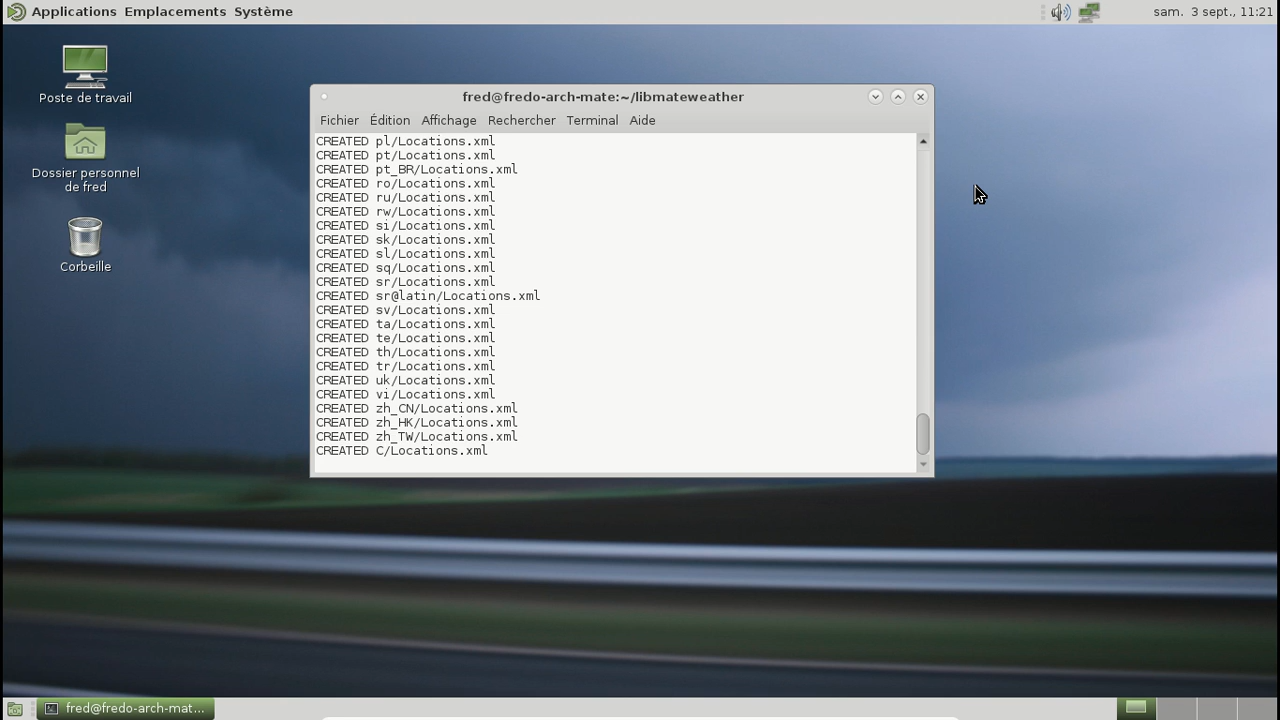 Applications Emplacements Système
sam. 3 sept., 11:21
Poste de travail
Dossier personnel
de fred
Corbeille
fred@fredo-arch-mate:~/libmateweather
Fichier Édition Affichage Rechercher Terminal Aide
CREATED pl/Locations.xml
CREATED pt/Locations.xml
CREATED pt_BR/Locations.xml
CREATED ro/Locations.xml
CREATED ru/Locations.xml
CREATED rw/Locations.xml
CREATED si/Locations.xml
CREATED sk/Locations.xml
CREATED sl/Locations.xml
CREATED sq/Locations.xml
CREATED sr/Locations.xml
CREATED sr@latin/Locations.xml
CREATED sv/Locations.xml
CREATED ta/Locations.xml
CREATED te/Locations.xml
CREATED th/Locations.xml
CREATED tr/Locations.xml
CREATED uk/Locations.xml
CREATED vi/Locations.xml
CREATED zh_CN/Locations.xml
CREATED zh_HK/Locations.xml
CREATED zh_TW/Locations.xml
CREATED C/Locations.xml
fred@fredo-arch-mat...